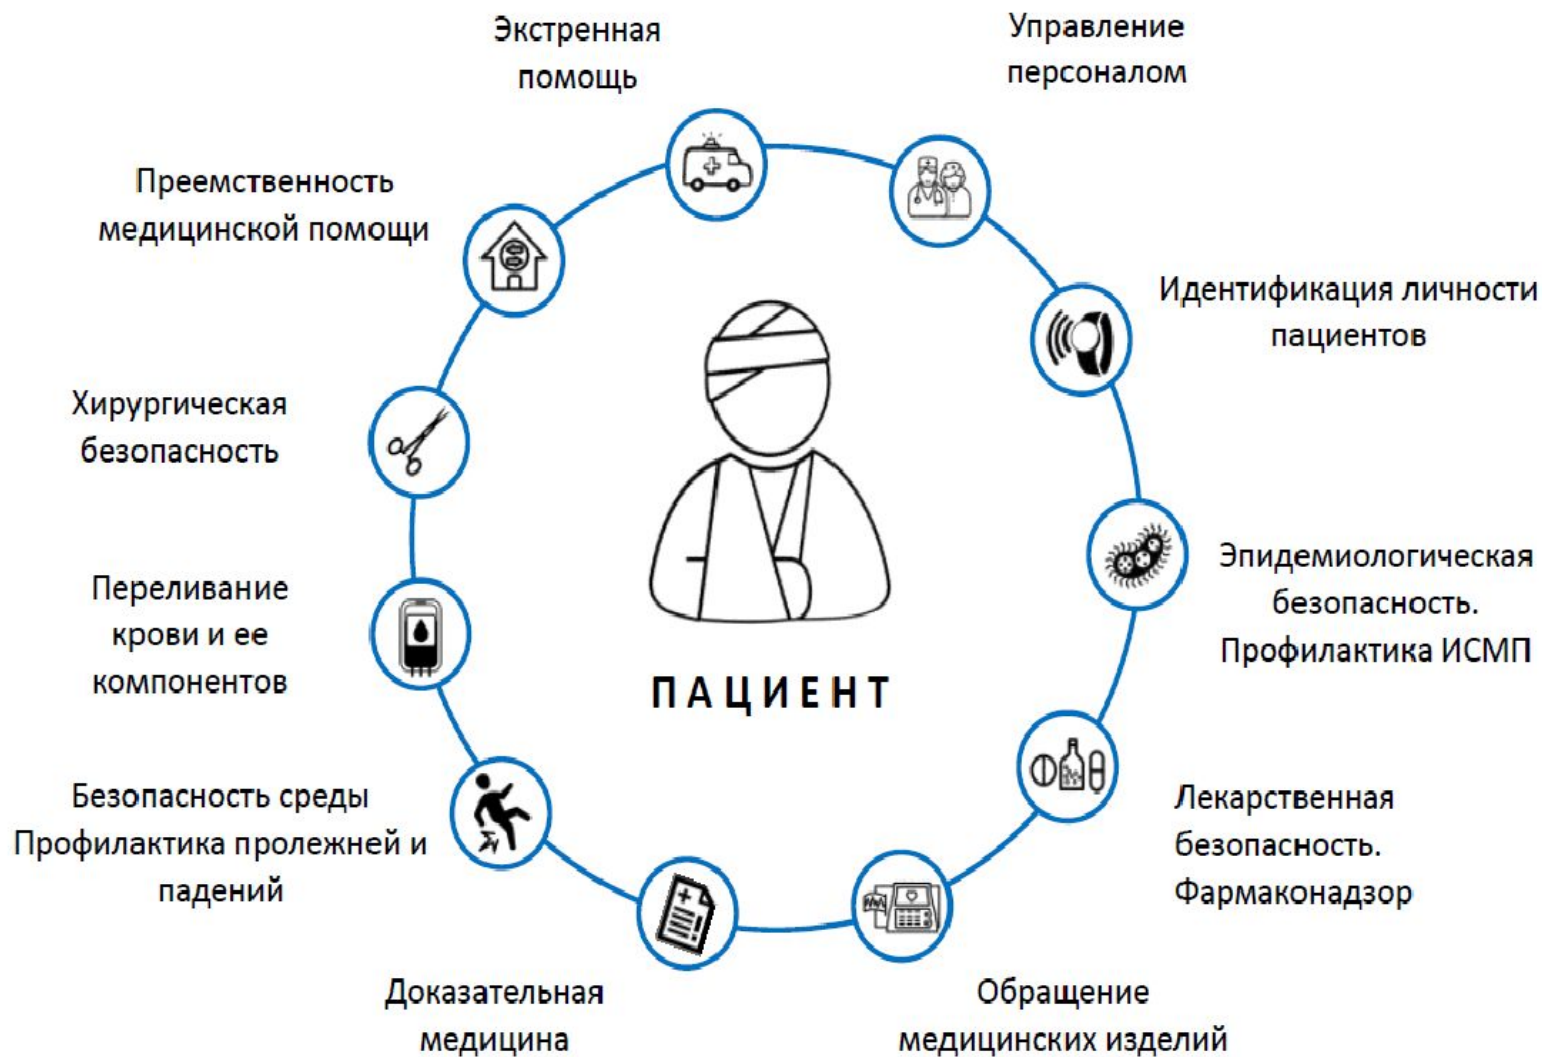 Экстренная
помощь
Управление
персоналом
Преемственность
медицинской помощи
Идентификация личности
пациентов
Хирургическая
безопасность
Эпидемиологическая
безопасность.
Профилактика ИСМП
Переливание
крови и ее
компонентов
ПАЦИЕНТ
Безопасность среды
Профилактика пролежней и
падений
Лекарственная
безопасность.
Фармаконадзор
Доказательная
медицина
Обращение
медицинских изделий